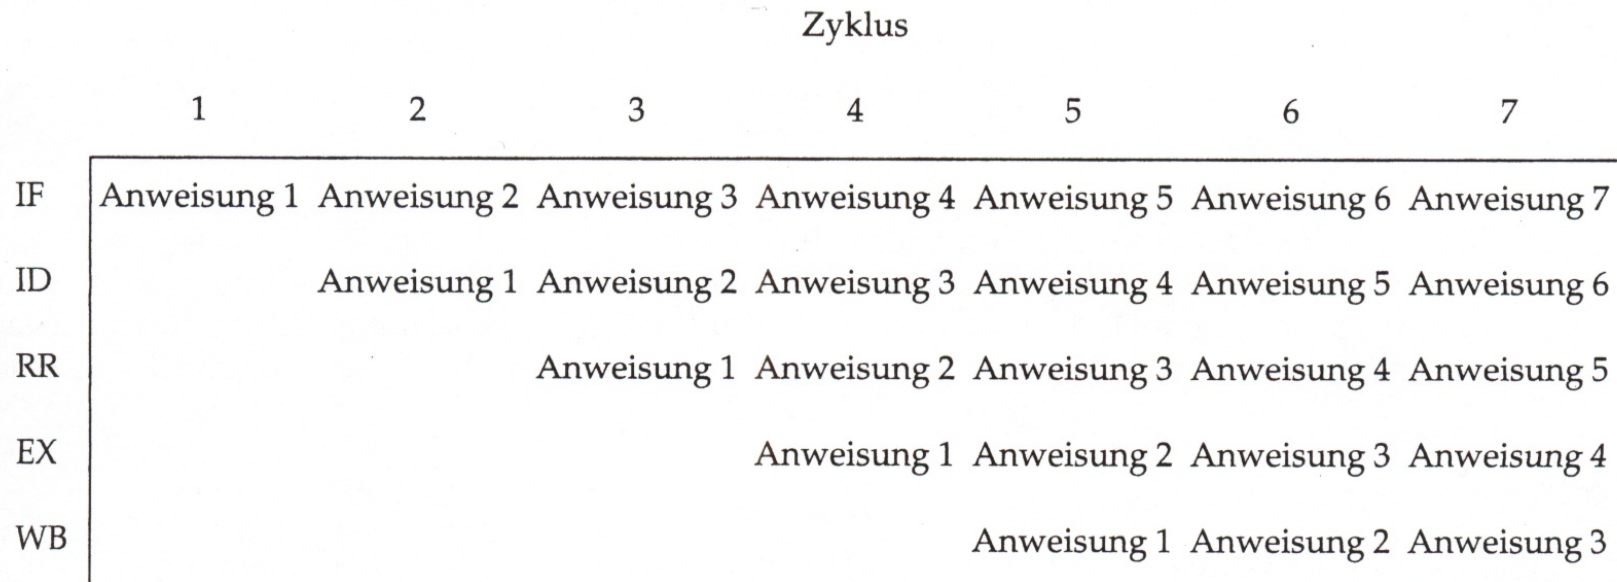 Zyklus
1 2 3 4 5 6 7
IF Anweisung 1 Anweisung 2 Anweisung 3 Anweisung 4 Anweisung 5 Anweisung 6 Anweisung 7
ID Anweisung 1 Anweisung 2 Anweisung 3 Anweisung 4 Anweisung 5 Anweisung 6
RR Anweisung 1 Anweisung 2 Anweisung 3 Anweisung 4 Anweisung 5
EX Anweisung 1 Anweisung 2 Anweisung 3 Anweisung 4
WB Anweisung 1 Anweisung 2 Anweisung 3